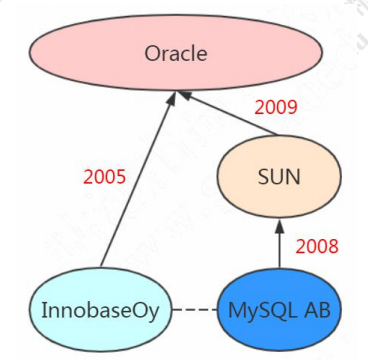 Oracle
2009
2005
SUN
2008
InnobaseOy
MySQL AB